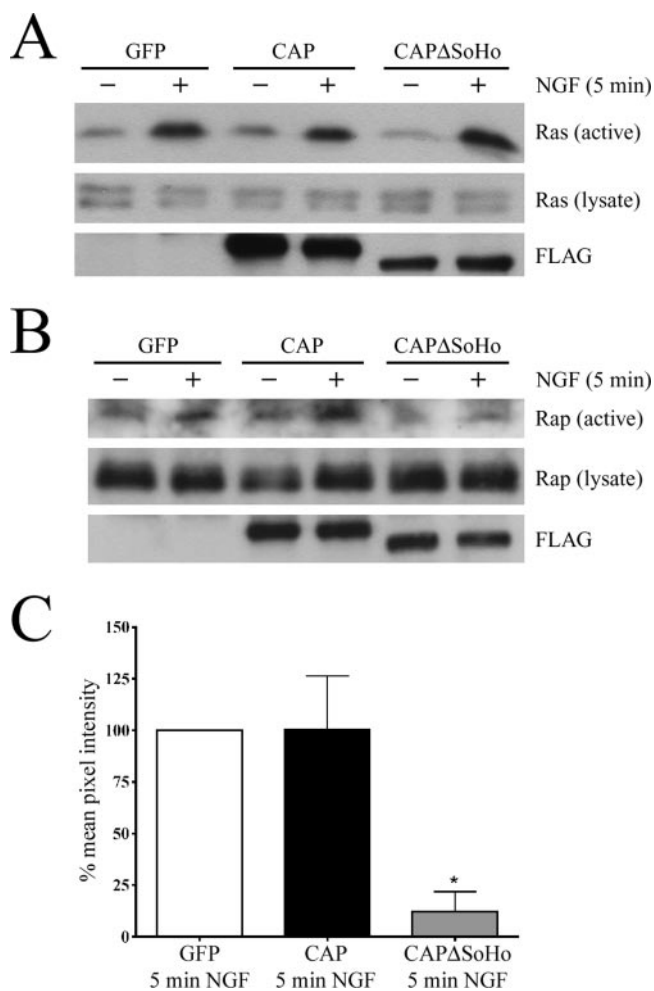 A
GFP CAP CAPΔSoHo
− + − + − + NGF (5 min)
Ras (active)
Ras (lysate)
FLAG
B
GFP CAP CAPΔSoHo
− + − + − + NGF (5 min)
Rap (active)
Rap (lysate)
FLAG
C
% mean pixel intensity
150
125
100
75
50
25
0
*
GFP CAP CAPΔSoHo
5 min NGF 5 min NGF 5 min NGF